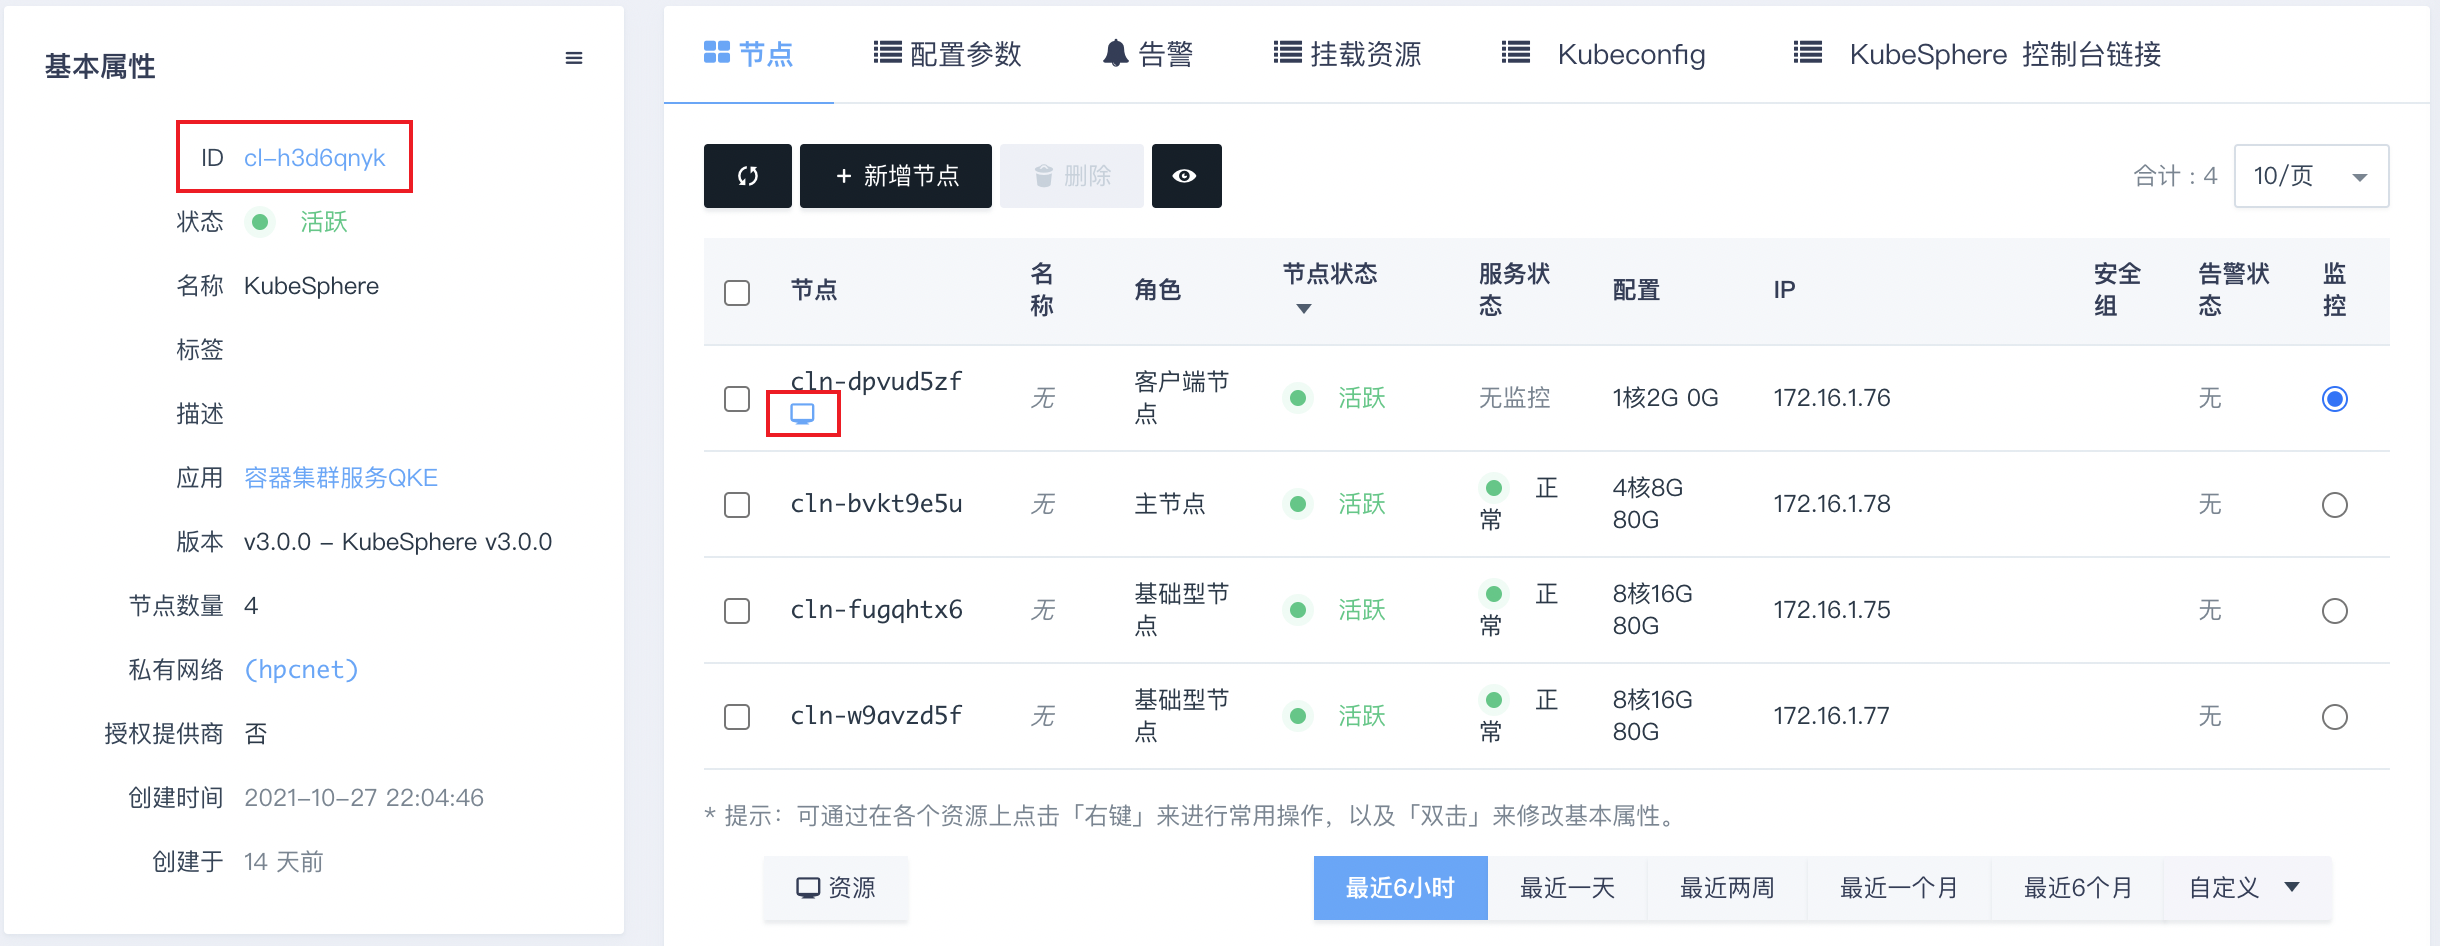 基本属性
ID cl-h3d6qnyk
状态 活跃
名称 KubeSphere
标签
描述
应用 容器集群服务QKE
版本 v3.0.0 - KubeSphere v3.0.0
节点数量 4
私有网络 (hpcnet)
授权提供商 否
创建时间 2021-10-27 22:04:46
创建于 14 天前
节点 配置参数 告警 挂载资源 Kubeconfig KubeSphere 控制台链接
+ 新增节点 删除 合计：4 10/页
节点 名称 角色 节点状态 服务状态 配置 IP 安全组 告警状态 监控
cln-dpvud5zf 无 客户端节点 活跃 无监控 1核2G 0G 172.16.1.76 无
cln-bvkt9e5u 无 主节点 活跃 正常 4核8G 80G 172.16.1.78 无
cln-fugqhtx6 无 基础型节点 活跃 正常 8核16G 80G 172.16.1.75 无
cln-w9avzd5f 无 基础型节点 活跃 正常 8核16G 80G 172.16.1.77 无
* 提示：可通过在各个资源上点击「右键」来进行常用操作，以及「双击」来修改基本属性。
资源 最近6小时 最近一天 最近两周 最近一个月 最近6个月 自定义